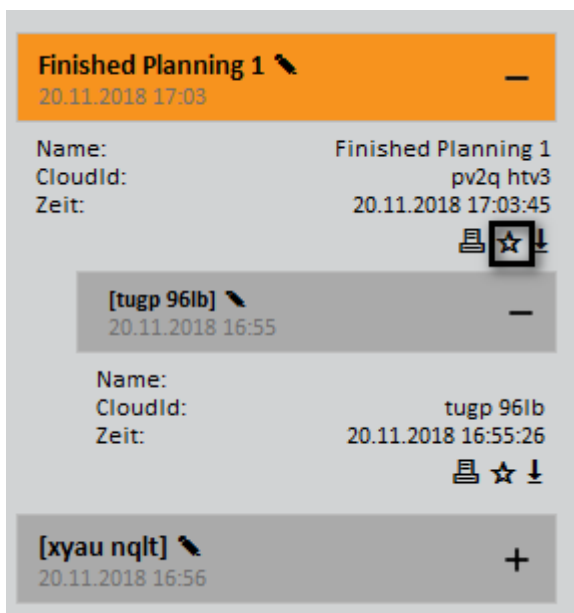 Finished Planning 1
20.11.2018 17:03
Name: Finished Planning 1
CloudId: pv2q htv3
Zeit: 20.11.2018 17:03:45
[tugp 96lb]
20.11.2018 16:55
Name:
CloudId: tugp 96lb
Zeit: 20.11.2018 16:55:26
[xyau nqlt]
20.11.2018 16:56